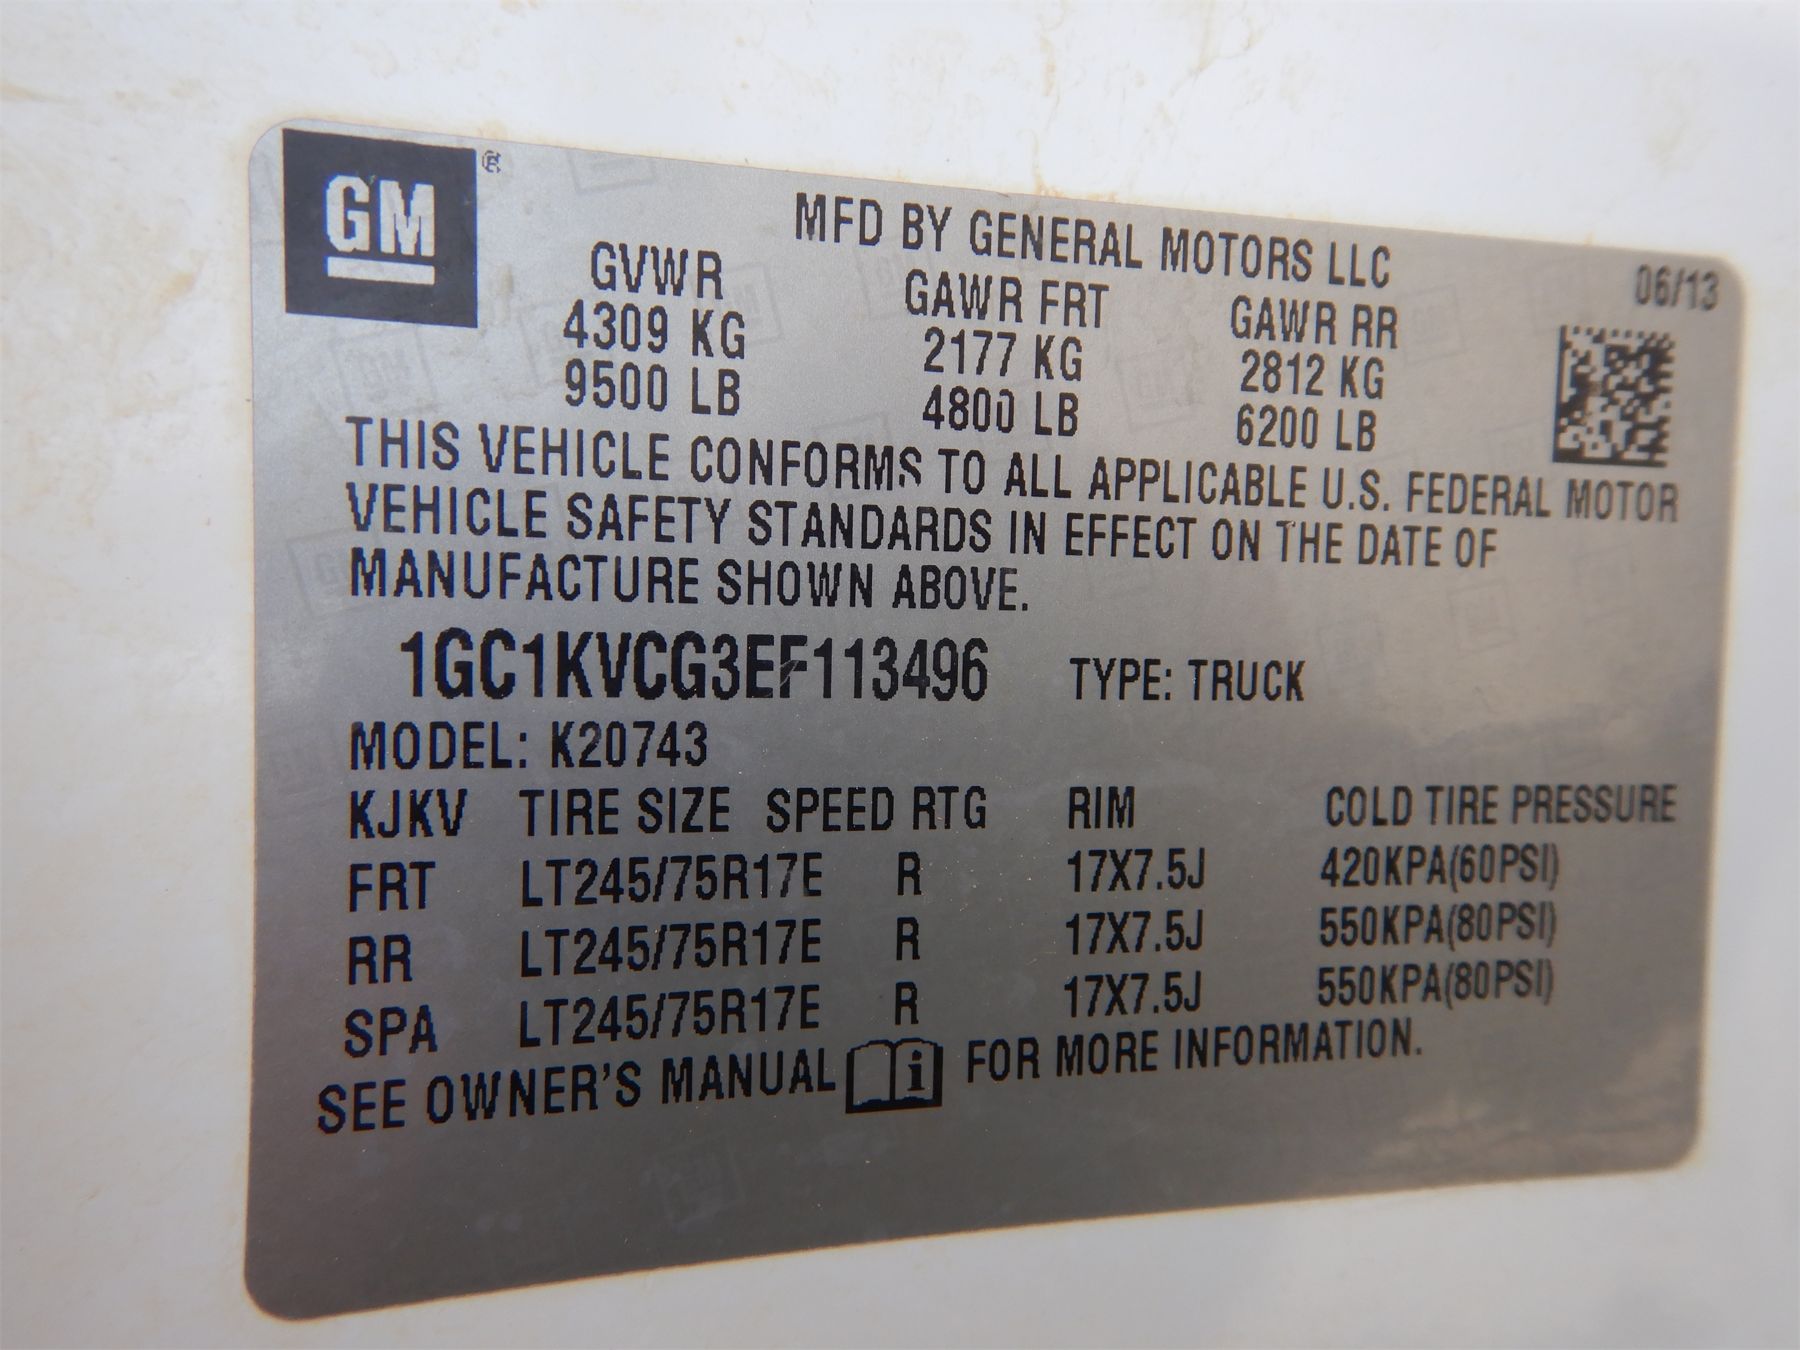 GM ®
MFD BY GENERAL MOTORS LLC
06/13
GVWR GAWR FRT GAWR RR
4309 KG 2177 KG 2812 KG
9500 LB 4800 LB 6200 LB
THIS VEHICLE CONFORMS TO ALL APPLICABLE U.S. FEDERAL MOTOR
VEHICLE SAFETY STANDARDS IN EFFECT ON THE DATE OF
MANUFACTURE SHOWN ABOVE.
1GC1KVCG3EF113496 TYPE: TRUCK
MODEL: K20743
KJKV TIRE SIZE SPEED RTG RIM COLD TIRE PRESSURE
FRT LT245/75R17E R 17X7.5J 420KPA(60PSI)
RR LT245/75R17E R 17X7.5J 550KPA(80PSI)
SPA LT245/75R17E R 17X7.5J 550KPA(80PSI)
SEE OWNER'S MANUAL i FOR MORE INFORMATION.